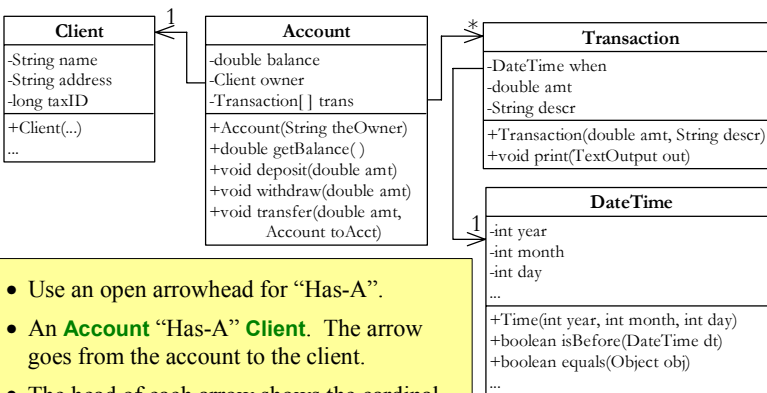 1
Client
-String name
-String address
-long taxID
+Client(...)
...
Account
-double balance
-Client owner
-Transaction[ ] trans
+Account(String theOwner)
+double getBalance( )
+void deposit(double amt)
+void withdraw(double amt)
+void transfer(double amt,
Account toAcct)
*
Transaction
-DateTime when
-double amt
-String descr
+Transaction(double amt, String descr)
+void print(TextOutput out)
1
DateTime
-int year
-int month
-int day
...
+Time(int year, int month, int day)
+boolean isBefore(DateTime dt)
+boolean equals(Object obj)
...
• Use an open arrowhead for “Has-A”.
• An Account “Has-A” Client. The arrow
goes from the account to the client.
• The head of each arrow shows the cardinal